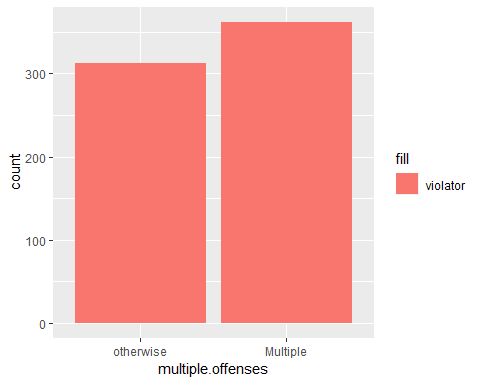 300
200
100
0
count
otherwise Multiple
multiple.offenses
fill
violator